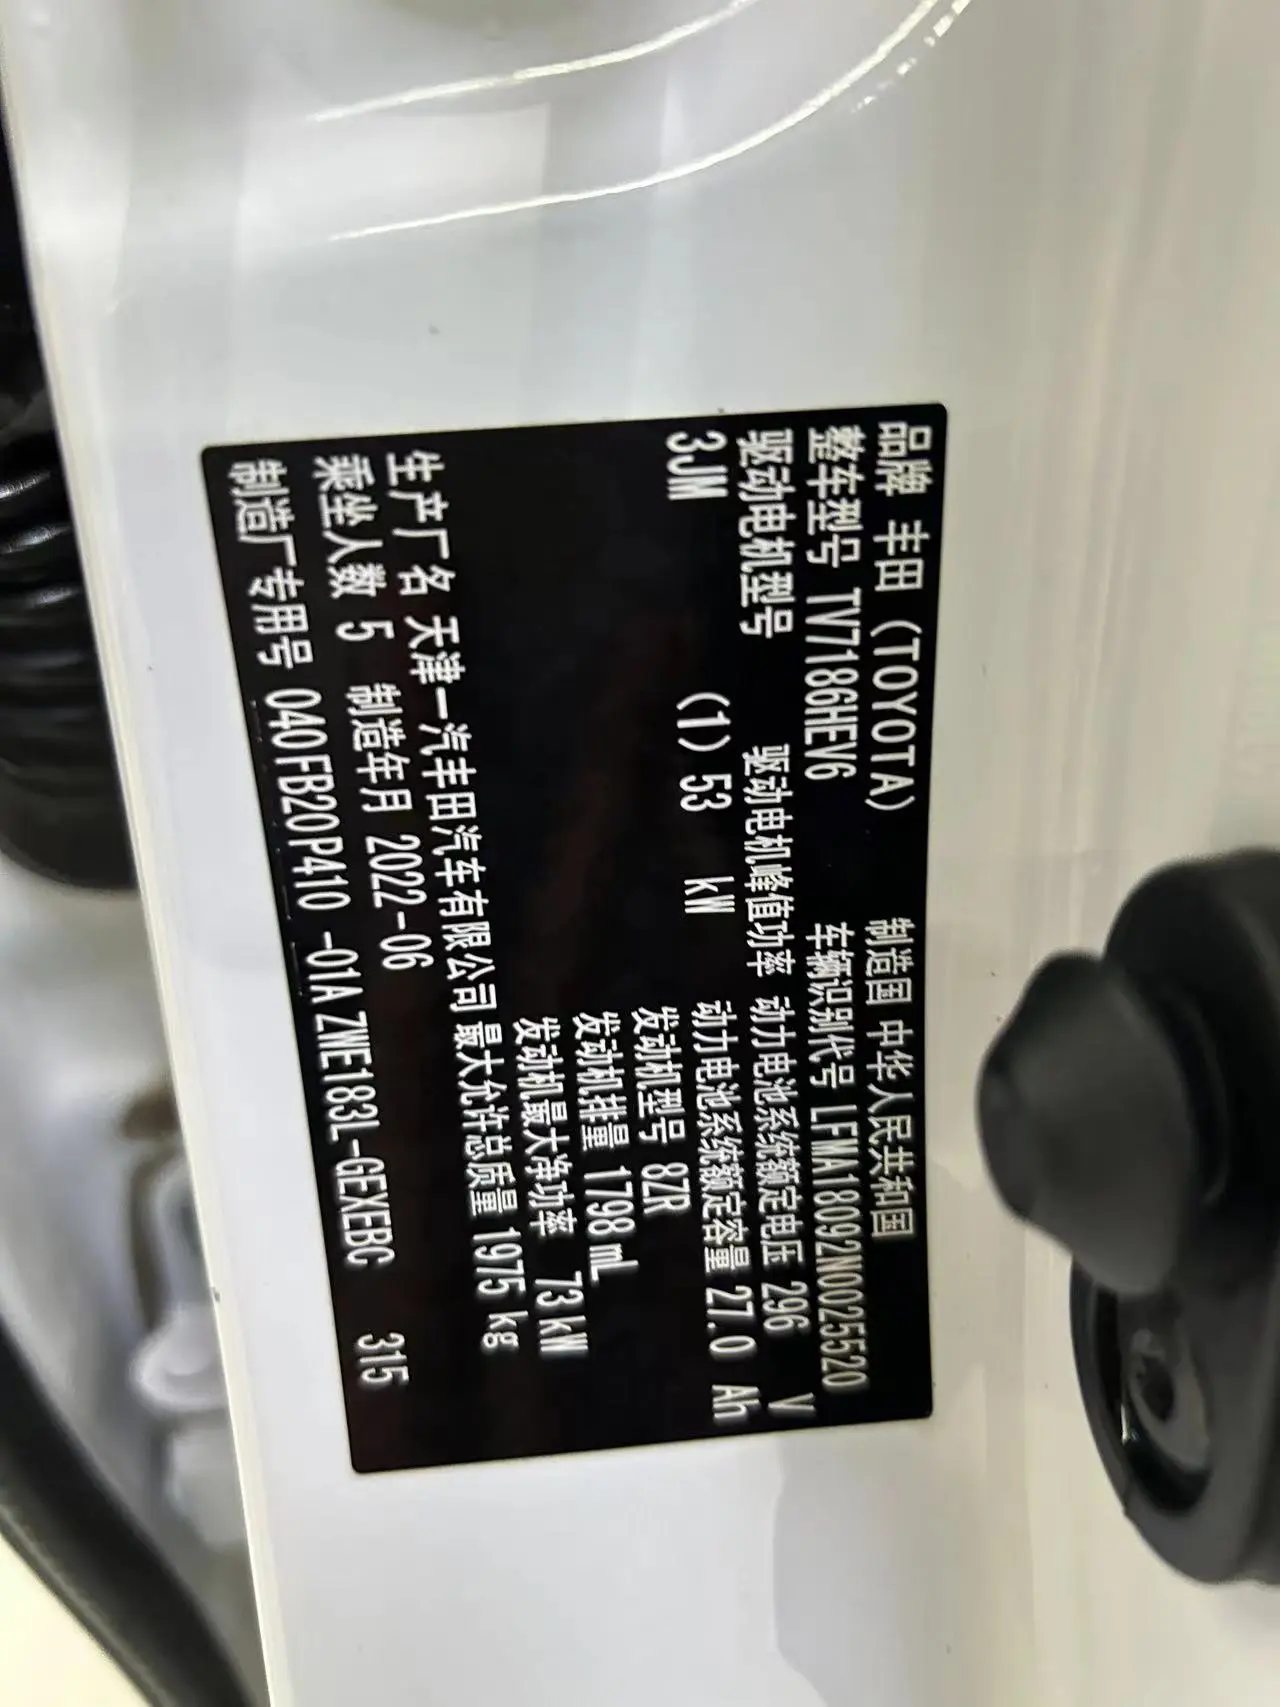 品牌 丰田 (TOYOTA) 制造国 中华人民共和国
整车型号 TV7186HEV6 车辆识别代号 LFMA18092N0025520
驱动电机型号 驱动电机峰值功率 动力电池系统额定电压 296 V
3JM (1) 53 kW 动力电池系统额定容量 27.0 Ah
发动机型号 8ZR
发动机排量 1798 mL
发动机最大净功率 73 kW
生产厂名 天津一汽丰田汽车有限公司 最大允许总质量 1975 kg
乘坐人数 5 制造年月 2022-06
制造厂专用号 040FB20P410 -01A ZWE183L-GEXEBC 315